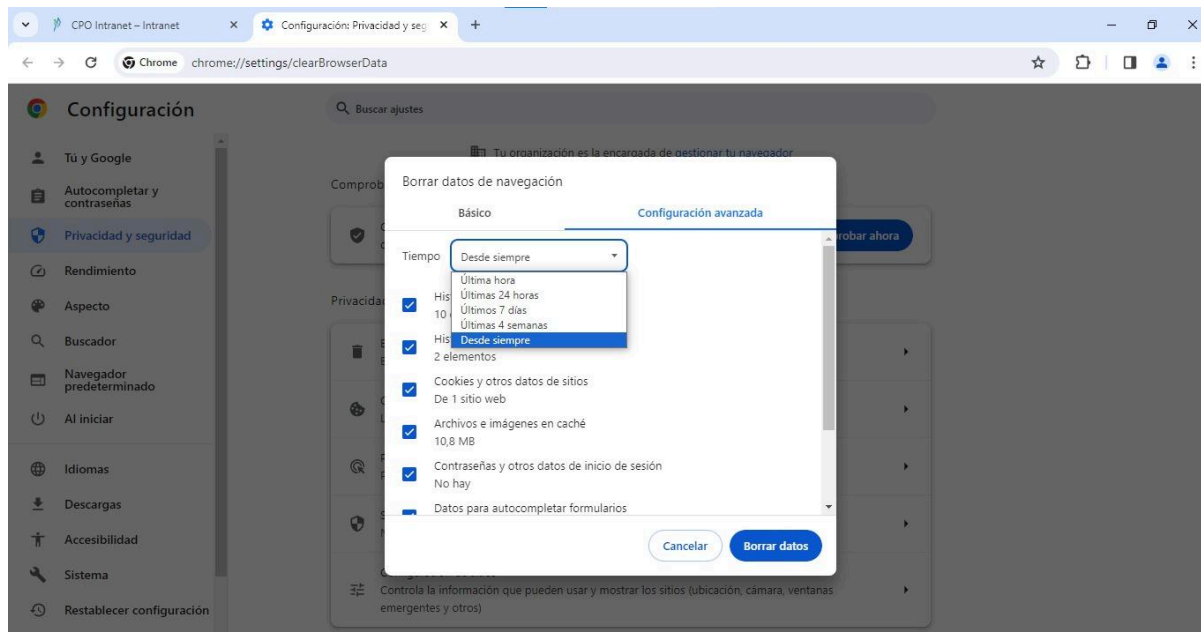 CPO Intranet – Intranet
Configuración: Privacidad y seg
Chrome
chrome://settings/clearBrowserData
Configuración
Buscar ajustes
Tú y Google
Autocompletar y
contraseñas
Privacidad y seguridad
Rendimiento
Aspecto
Buscador
Navegador
predeterminado
Al iniciar
Idiomas
Descargas
Accesibilidad
Sistema
Restablecer configuración
Tu organización es la encargada de gestionar tu navegador
Comprob
robar ahora
Privacida
Borrar datos de navegación
Básico
Configuración avanzada
Tiempo
Desde siempre
Última hora
Últimas 24 horas
Últimos 7 días
Últimas 4 semanas
Desde siempre
His
10
His
2 elementos
Cookies y otros datos de sitios
De 1 sitio web
Archivos e imágenes en caché
10,8 MB
Contraseñas y otros datos de inicio de sesión
No hay
Datos para autocompletar formularios
Cancelar
Borrar datos
Controla la información que pueden usar y mostrar los sitios (ubicación, cámara, ventanas
emergentes y otros)